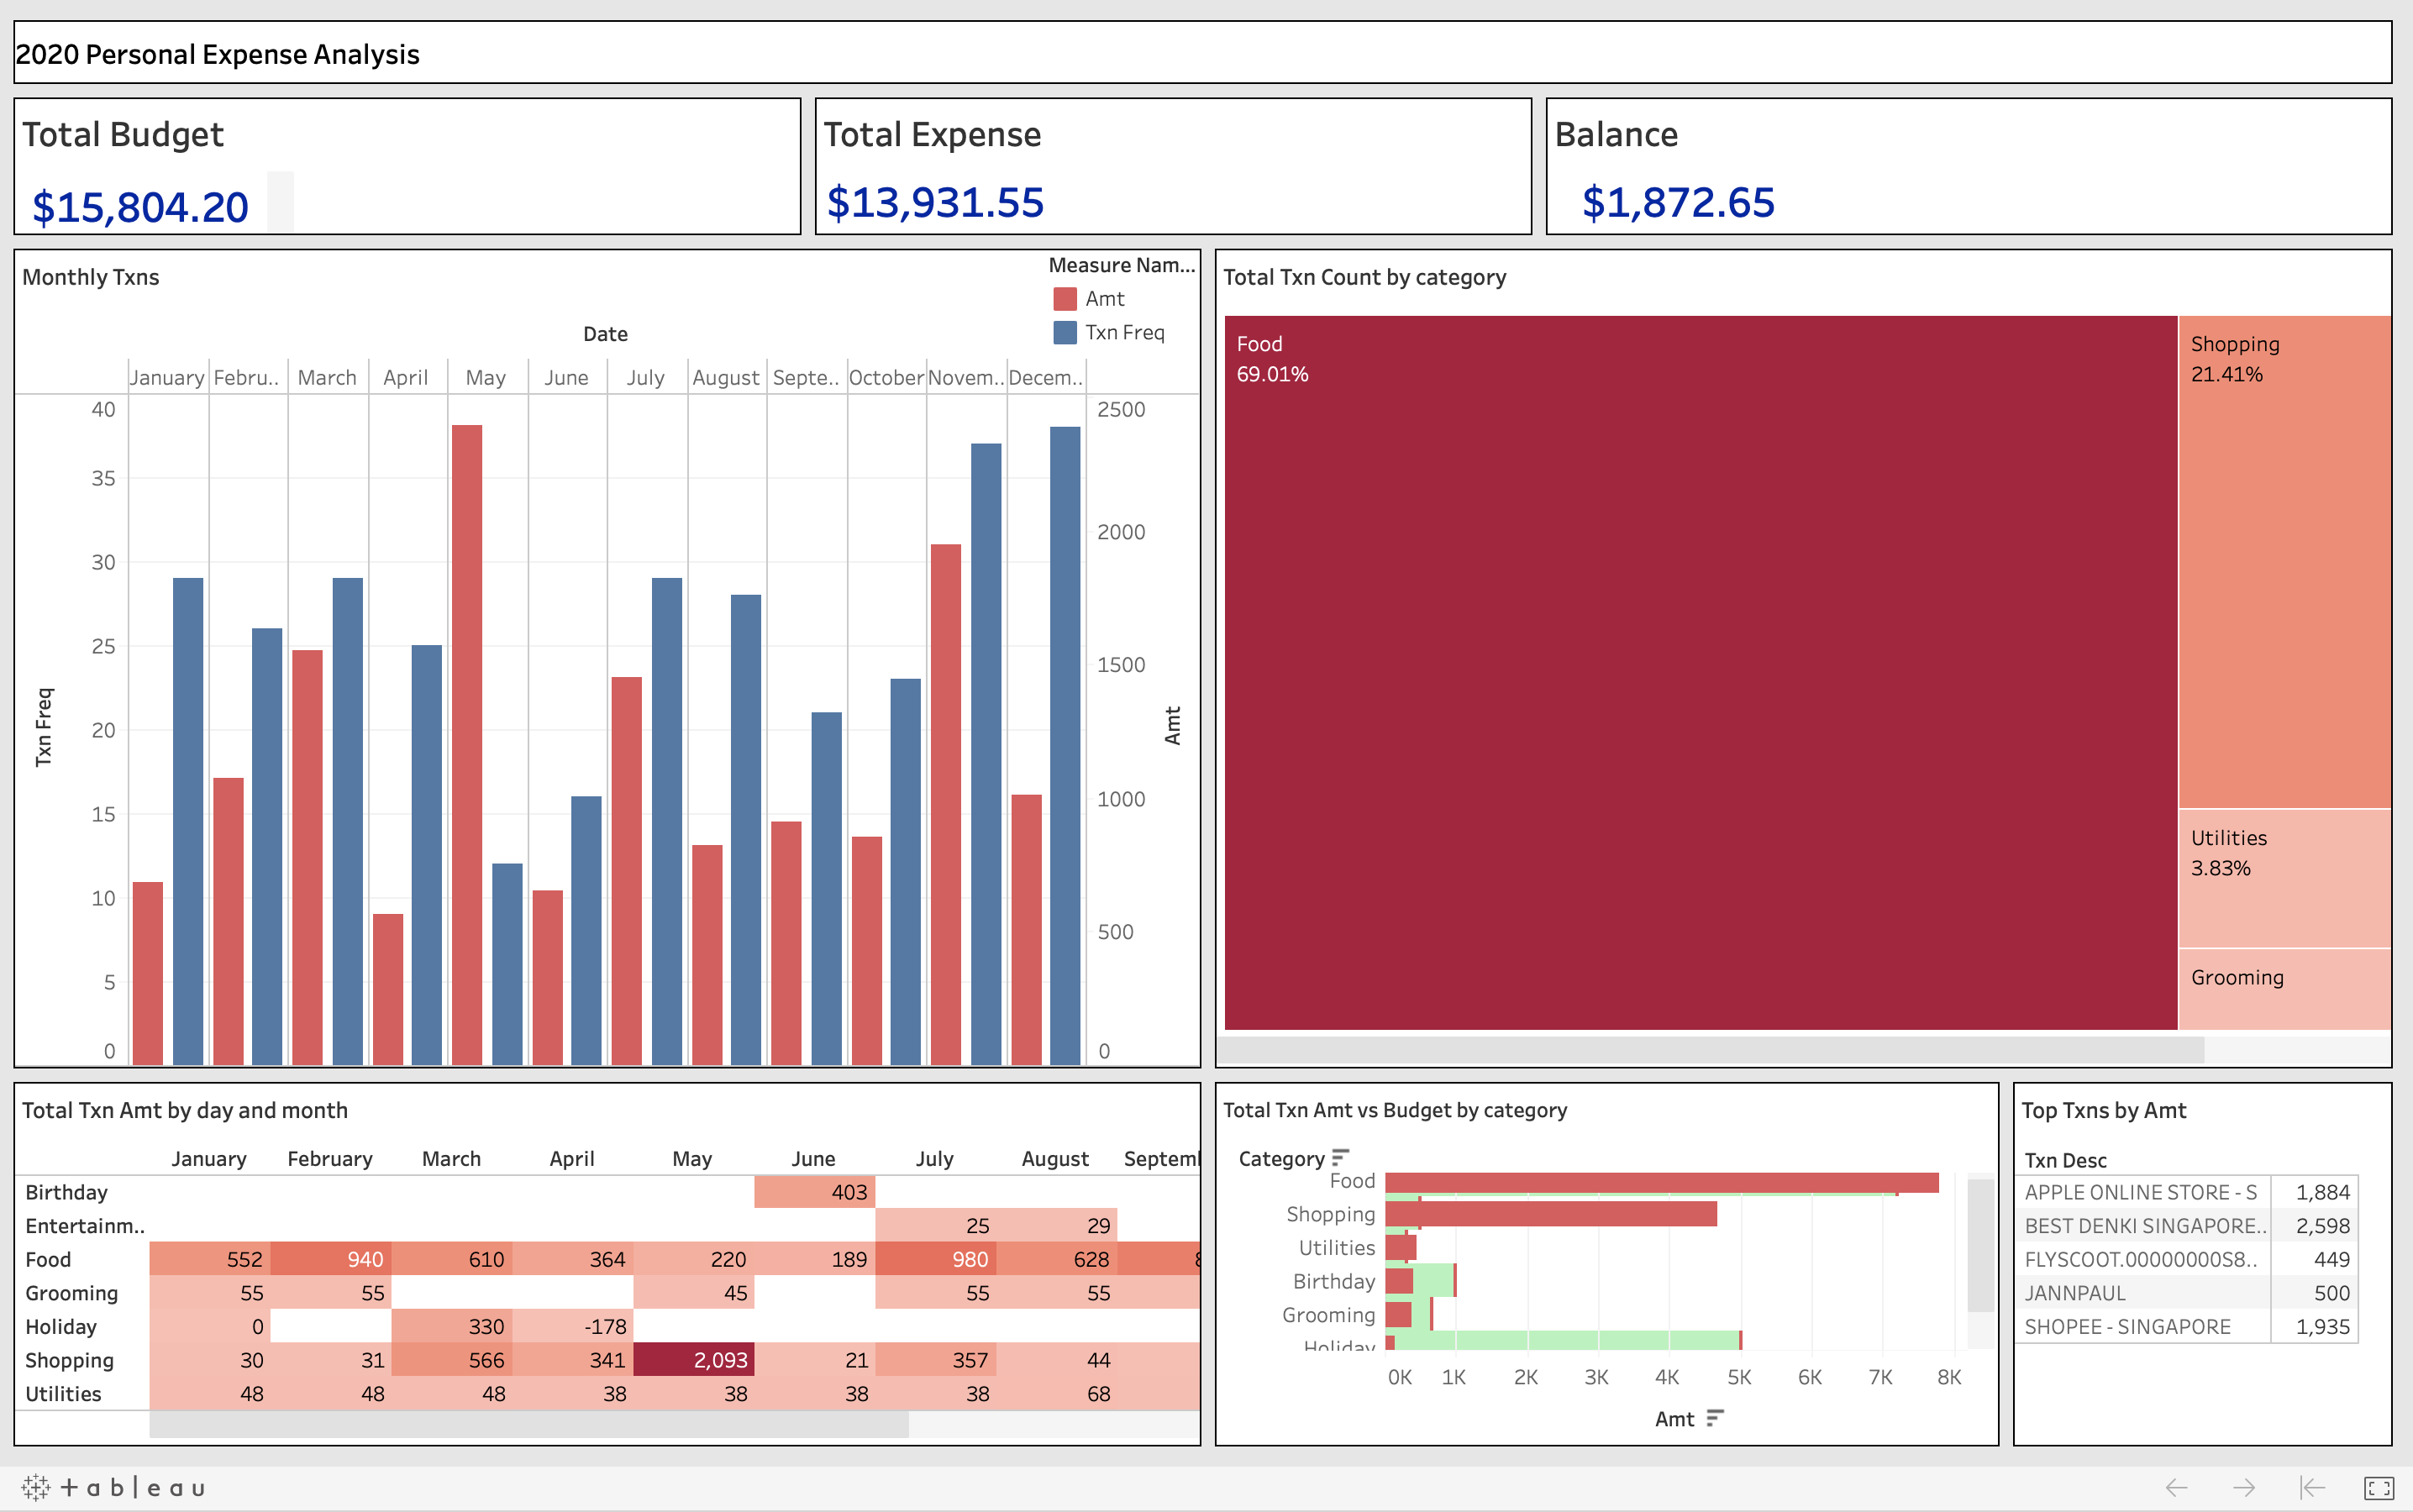 2020 Personal Expense Analysis
Total Budget
$15,804.20
Total Expense
$13,931.55
Balance
$1,872.65
Monthly Txns
Measure Nam...
Amt
Txn Freq
Date
January Febru.. March April May June July August Septe.. October Novem.. Decem..
40
35
30
25
20
15
10
5
0
Txn Freq
2500
2000
1500
1000
500
0
Amt
Total Txn Count by category
Food
69.01%
Shopping
21.41%
Utilities
3.83%
Grooming
Total Txn Amt by day and month
January February March April May June July August Septem
Birthday 403
Entertainm.. 25 29
Food 552 940 610 364 220 189 980 628
Grooming 55 55 45 55 55
Holiday 0 330 -178
Shopping 30 31 566 341 2,093 21 357 44
Utilities 48 48 48 38 38 38 38 68
Total Txn Amt vs Budget by category
Category
Food
Shopping
Utilities
Birthday
Grooming
Holiday
0K 1K 2K 3K 4K 5K 6K 7K 8K
Amt
Top Txns by Amt
Txn Desc
APPLE ONLINE STORE - S 1,884
BEST DENKI SINGAPORE.. 2,598
FLYSCOOT.00000000S8.. 449
JANNPAUL 500
SHOPEE - SINGAPORE 1,935
+ableau